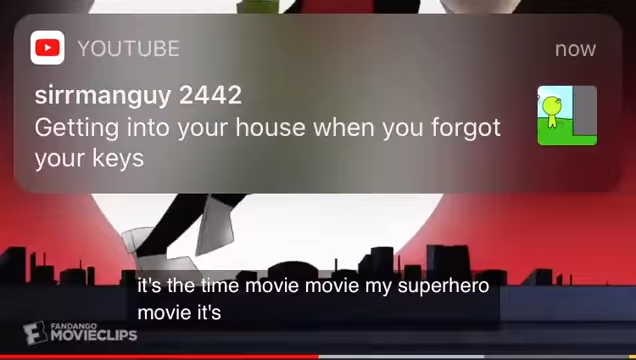 YOUTUBE
now
sirrmanguy 2442
Getting into your house when you forgot
your keys
it's the time movie movie my superhero
movie it's
FANDANGO
MOVIECLIPS